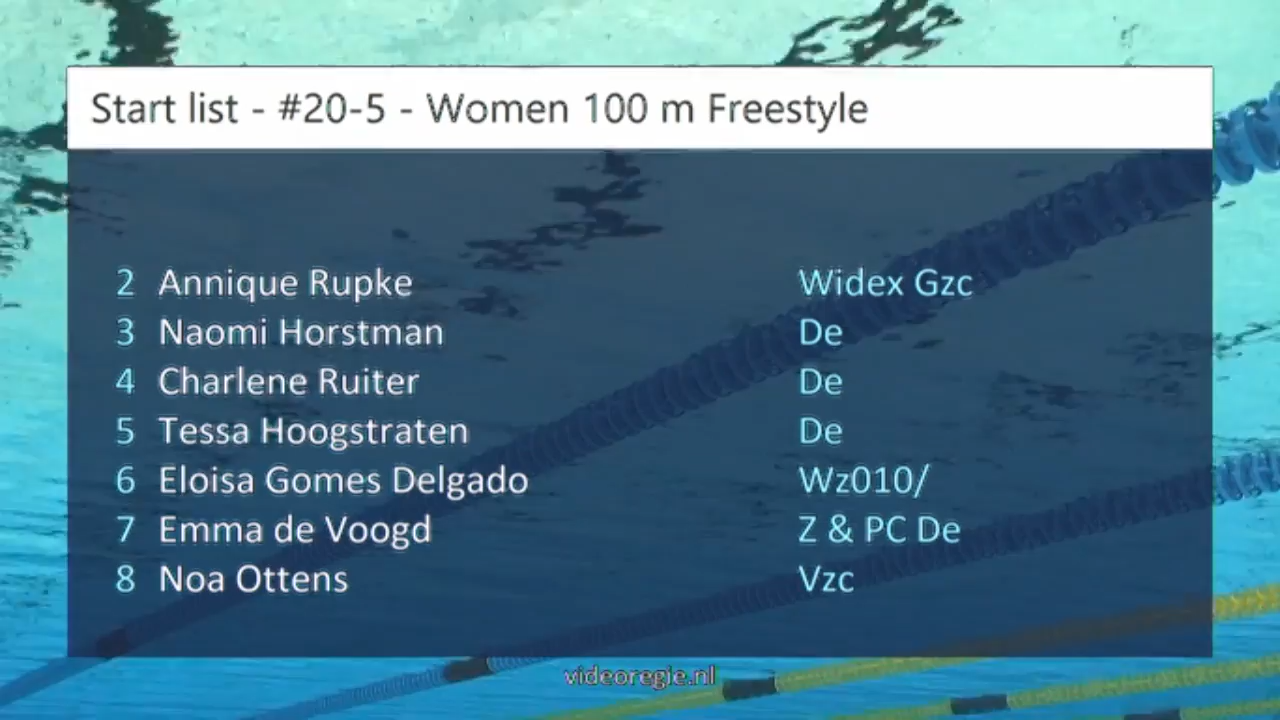 Start list - #20-5 - Women 100 m Freestyle
2 Annique Rupke Widex Gzc
3 Naomi Horstman De
4 Charlene Ruiter De
5 Tessa Hoogstraten De
6 Eloisa Gomes Delgado Wz010/
7 Emma de Voogd Z & PC De
8 Noa Ottens Vzc
videoregie.nl